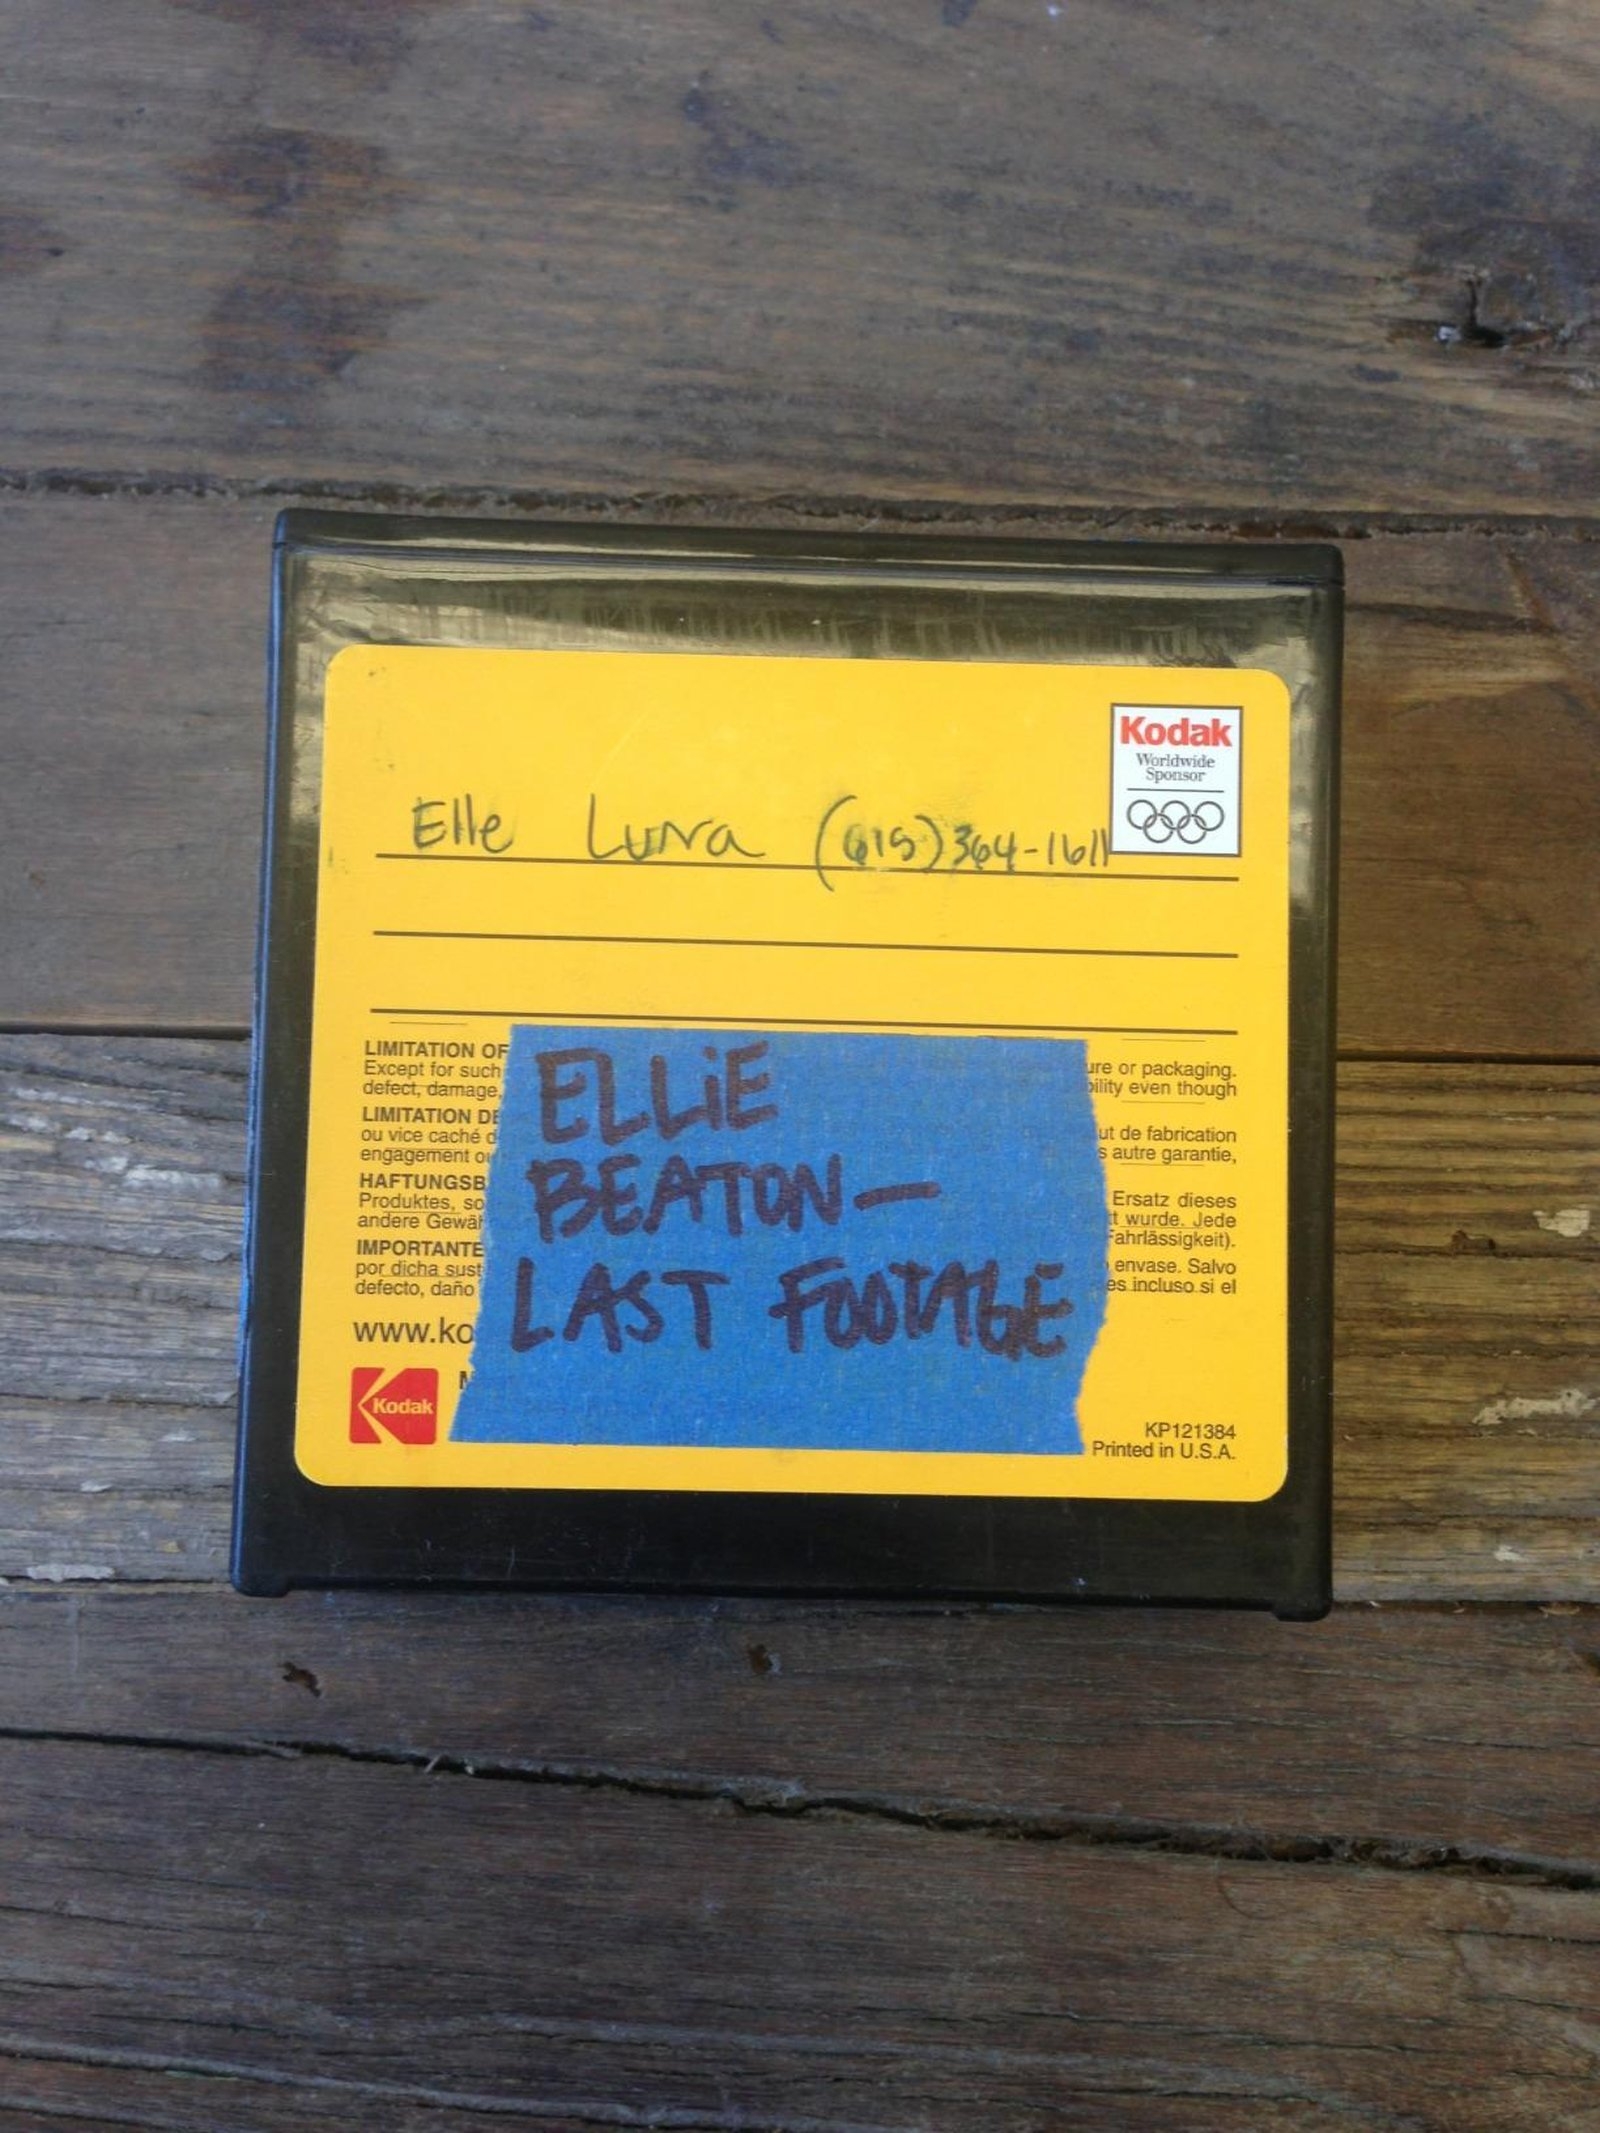 Kodak
Worldwide
Sponsor
Elle Luna (615) 364-1611
LIMITATION OF
Except for such ure or packaging.
defect, damage, bility even though
LIMITATION DE
ou vice caché d ut de fabrication
engagement ou s autre garantie,
HAFTUNGSB
Produktes, so Ersatz dieses
andere Gewäh t wurde. Jede
Fahrlässigkeit).
IMPORTANTE
por dicha sust envase. Salvo
defecto, daño es incluso si el
www.ko
ELLiE
BEATON—
LAST FOOTAGE
Kodak
KP121384
Printed in U.S.A.